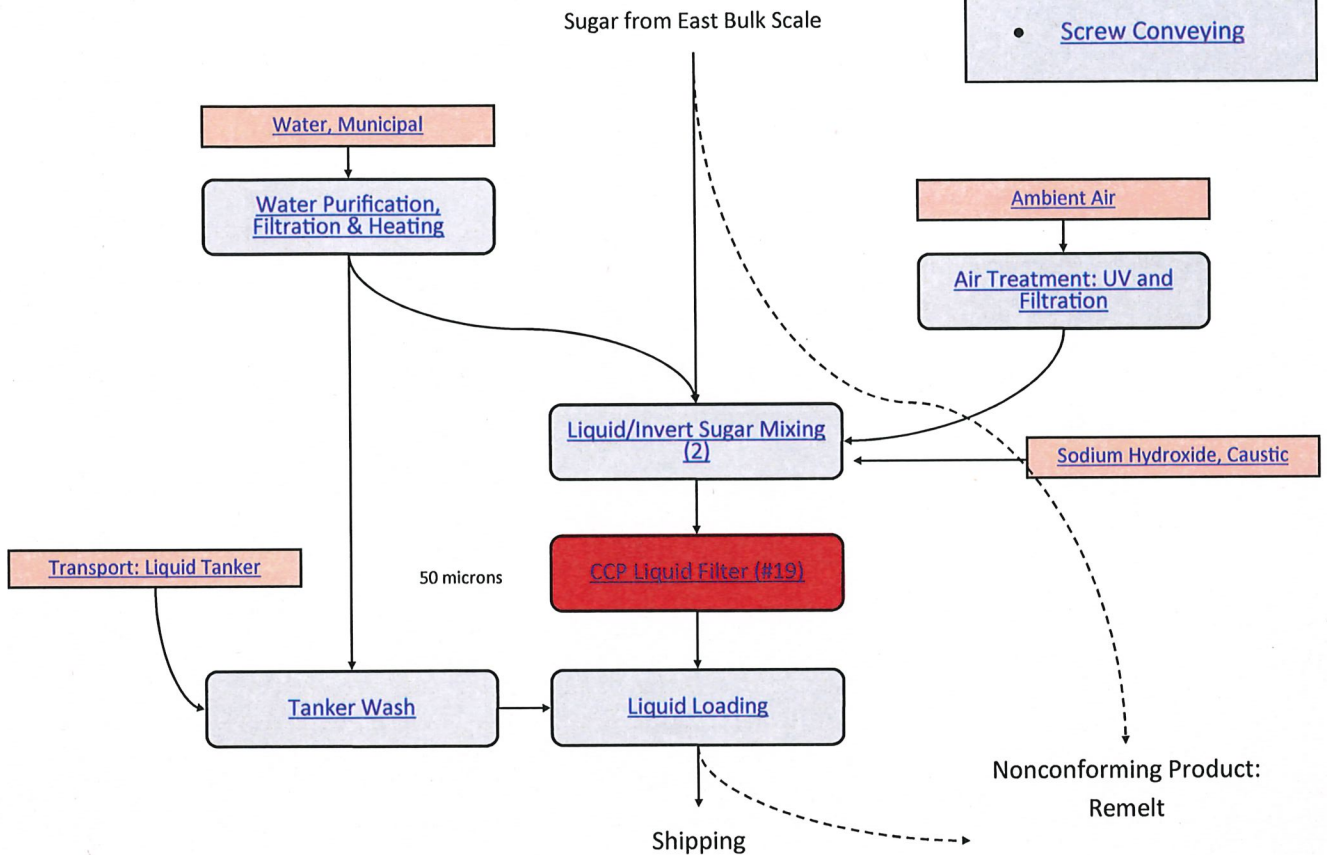 Sugar from East Bulk Scale
• Screw Conveying
Water, Municipal
Water Purification,
Filtration & Heating
Ambient Air
Air Treatment: UV and
Filtration
Liquid/Invert Sugar Mixing
(2)
Sodium Hydroxide, Caustic
Transport: Liquid Tanker
50 microns
CCP Liquid Filter (#19)
Tanker Wash
Liquid Loading
Nonconforming Product:
Remelt
Shipping